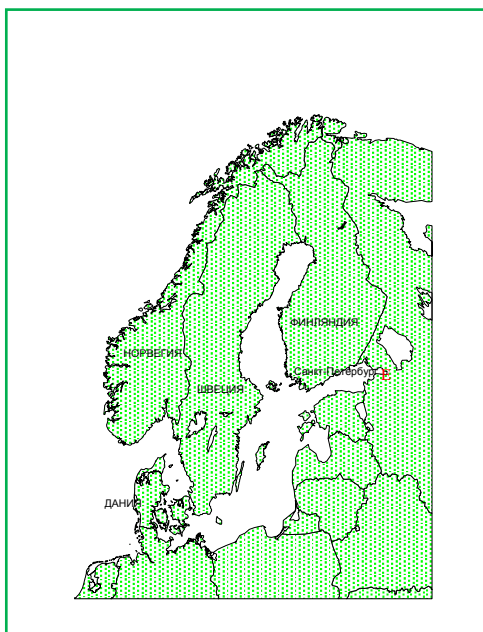 ФИНЛЯНДИЯ
НОРВЕГИЯ
Санкт-Петербург
ШВЕЦИЯ
ДАНИЯ